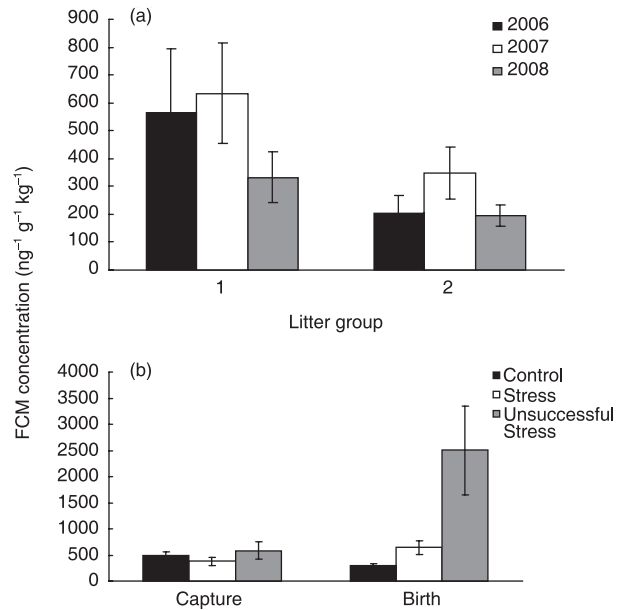 FCM concentration (ng⁻¹ g⁻¹ kg⁻¹)
(a)
900
800
700
600
500
400
300
200
100
0
2006
2007
2008
1 2
Litter group
(b)
4000
3500
3000
2500
2000
1500
1000
500
0
Control
Stress
Unsuccessful
Stress
Capture Birth